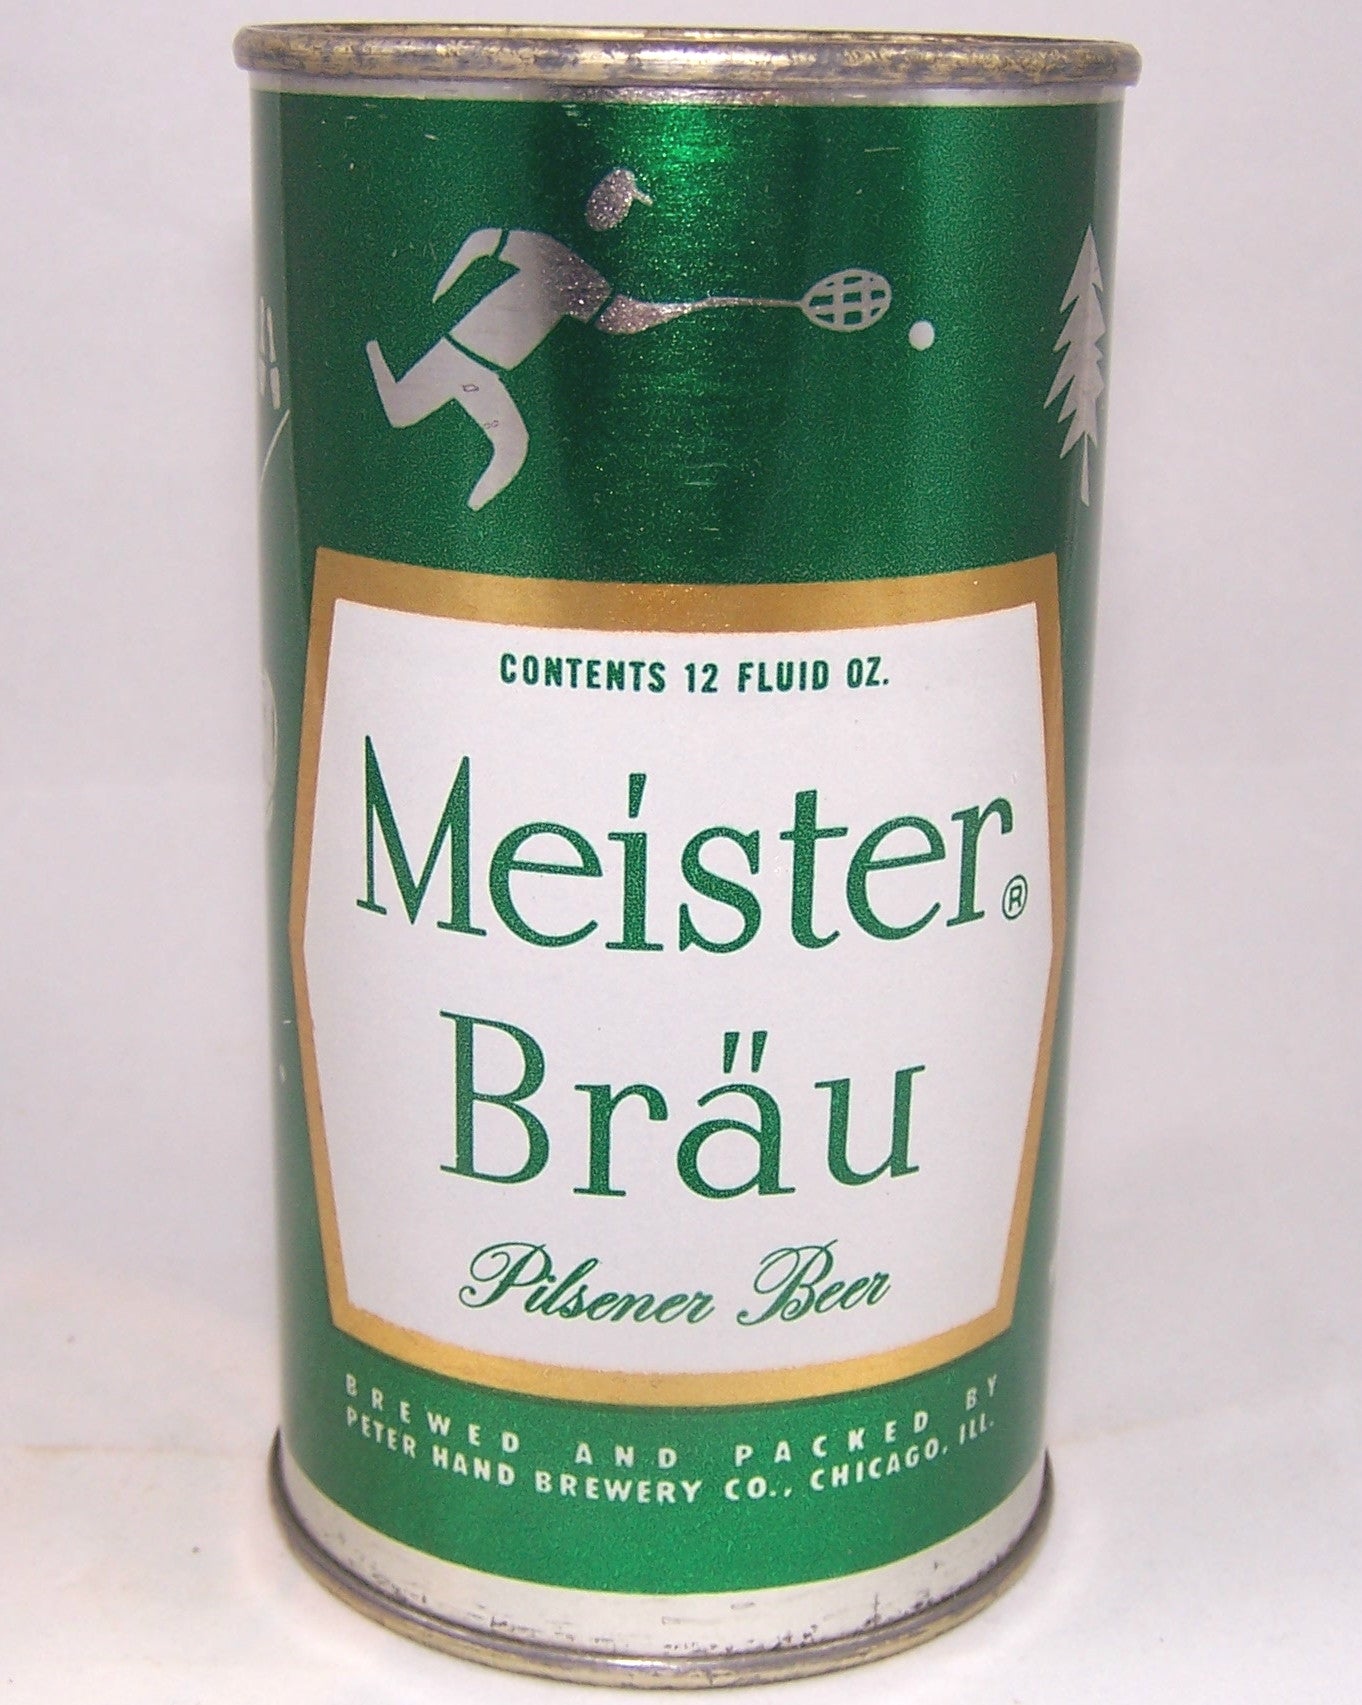 CONTENTS 12 FLUID OZ.
Meister®
Bräu
Pilsener Beer
BREWED AND PACKED BY
PETER HAND BREWERY CO., CHICAGO, ILL.